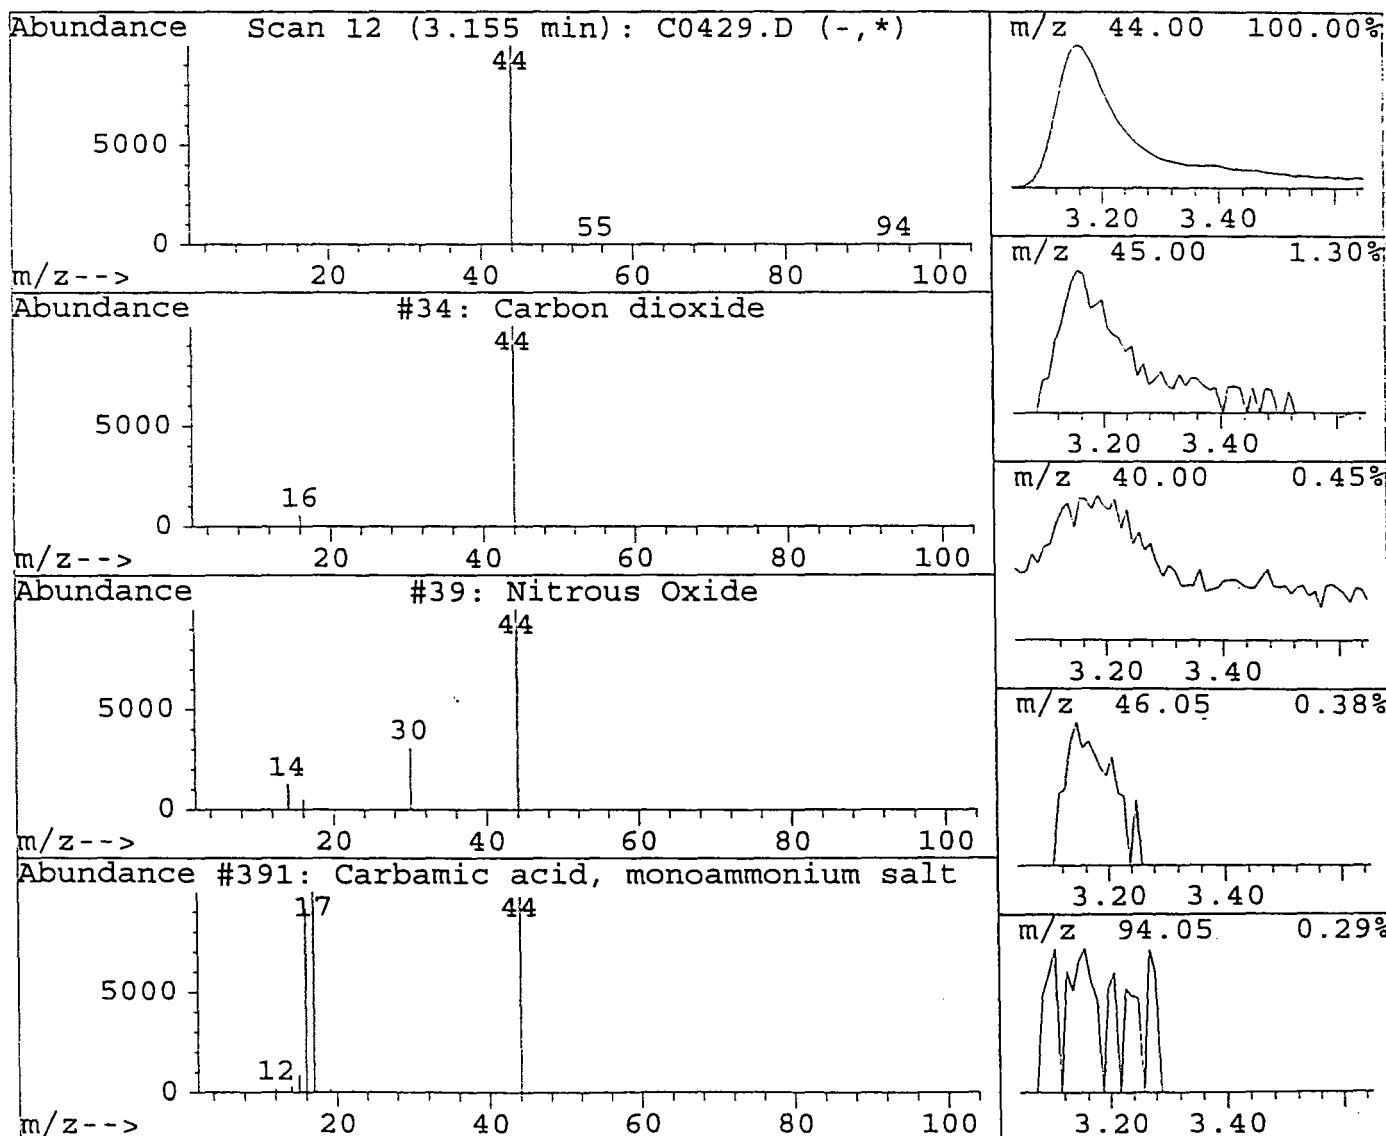 Abundance Scan 12 (3.155 min): C0429.D (-,*)
44
5000
55 94
0
m/z--> 20 40 60 80 100
Abundance #34: Carbon dioxide
44
5000
16
0
m/z--> 20 40 60 80 100
Abundance #39: Nitrous Oxide
44
5000
30
14
0
m/z--> 20 40 60 80 100
Abundance #391: Carbamic acid, monoammonium salt
17 44
5000
12
0
m/z--> 20 40 60 80 100
m/z 44.00 100.00%
3.20 3.40
m/z 45.00 1.30%
3.20 3.40
m/z 40.00 0.45%
3.20 3.40
m/z 46.05 0.38%
3.20 3.40
m/z 94.05 0.29%
3.20 3.40